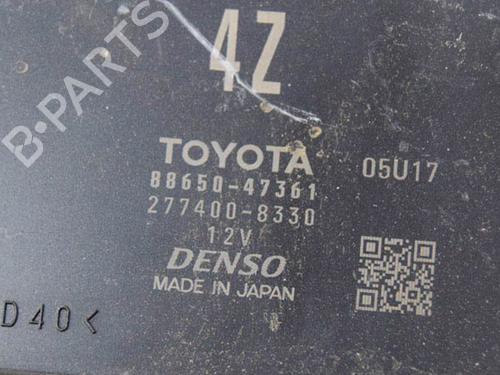 B-PARTS
4Z
TOYOTA
88650-47361
05U17
277400-8330
12V
DENSO
MADE IN JAPAN
D40<